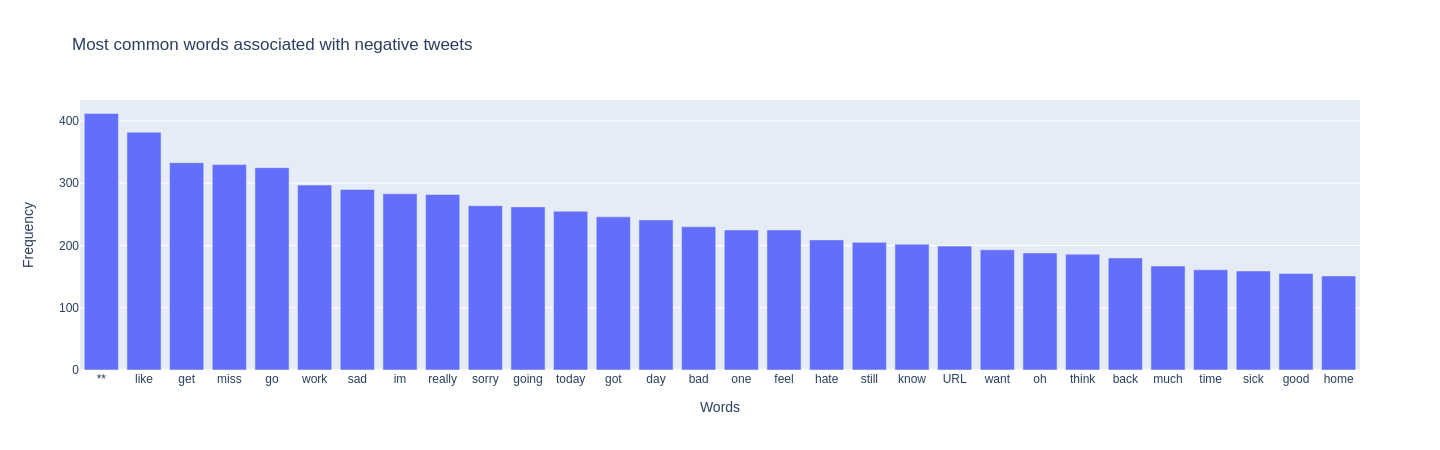 Most common words associated with negative tweets
400
300
200
100
0
Frequency
** like get miss go work sad im really sorry going today got day bad one feel hate still know URL want oh think back much time sick good home
Words